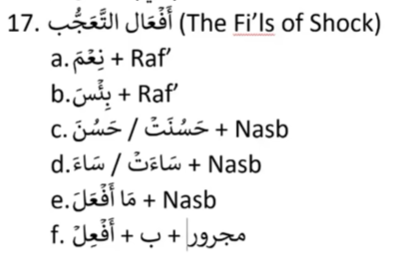 17. أَفْعَال التَّعَجُّب (The Fi’ls of Shock)
a. نِعْمَ + Raf’
b. بِئْسَ + Raf’
c. حَسُنَ / حَسُنَتْ + Nasb
d. سَاءَ / سَاءَتْ + Nasb
e. مَا أَفْعَلَ + Nasb
f. أَفْعِلْ + ب + مجرور